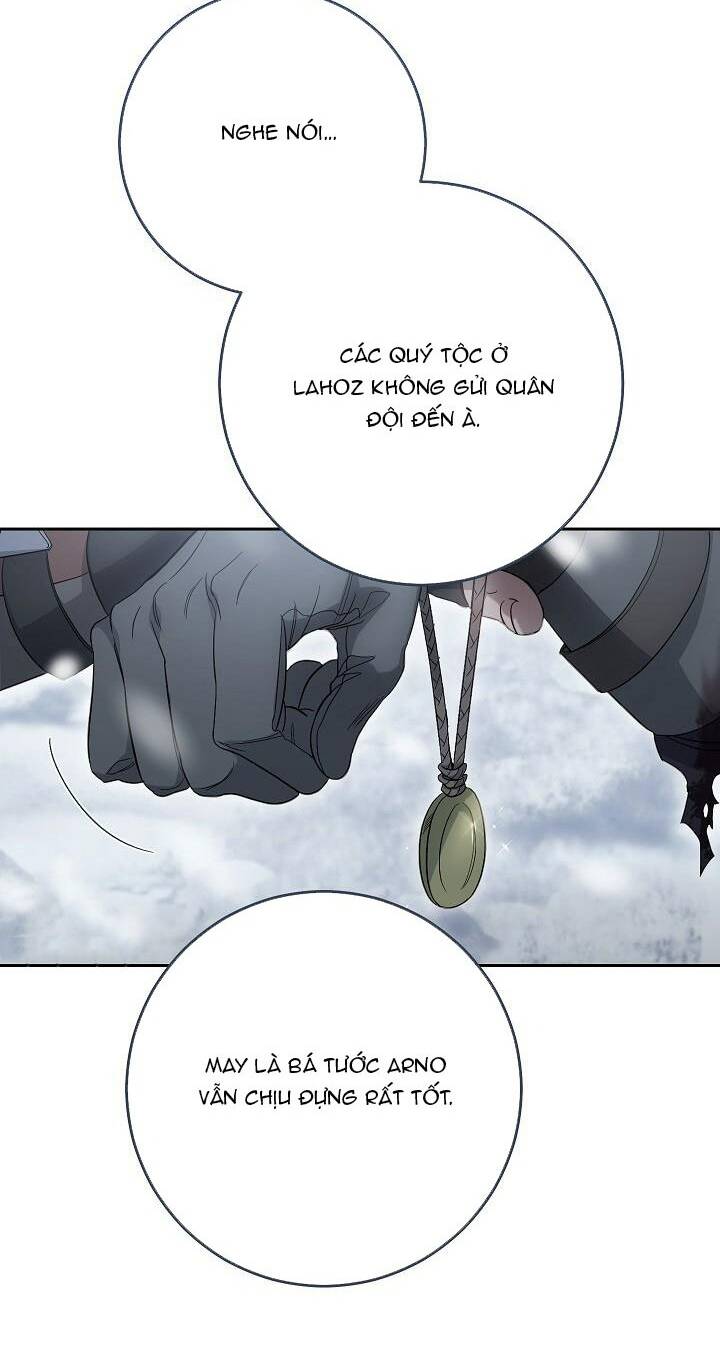 NGHE NÓI...
CÁC QUÝ TỘC Ở
LAHOZ KHÔNG GỬI QUÂN
ĐỘI ĐẾN À.
MAY LÀ BÁ TƯỚC ARNO
VẪN CHỊU ĐỰNG RẤT TỐT.